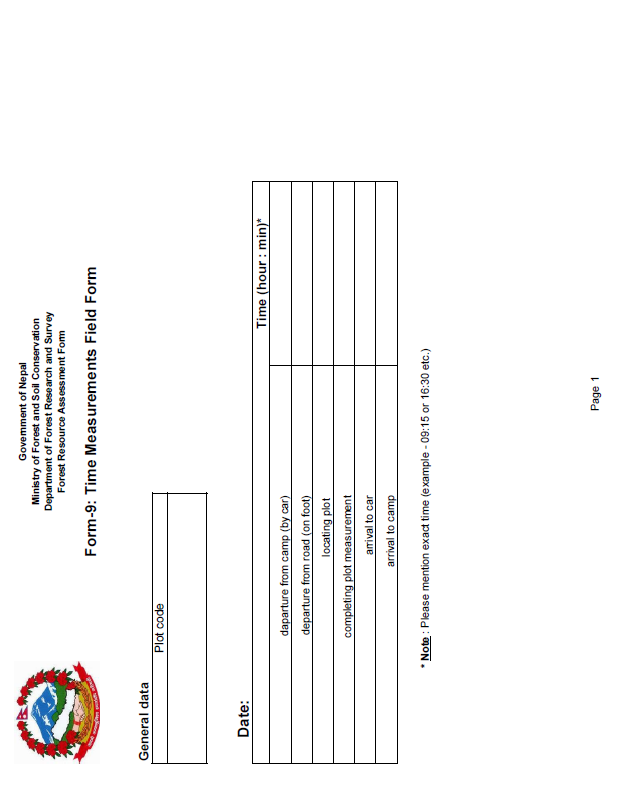 Government of Nepal
Ministry of Forest and Soil Conservation
Department of Forest Research and Survey
Forest Resource Assessment Form
Form-9: Time Measurements Field Form
General data
Plot code
Date:
Time (hour : min)*
daparture from camp (by car)
departure from road (on foot)
locating plot
completing plot measurement
arrival to car
arrival to camp
* Note : Please mention exact time (example - 09:15 or 16:30 etc.)
Page 1